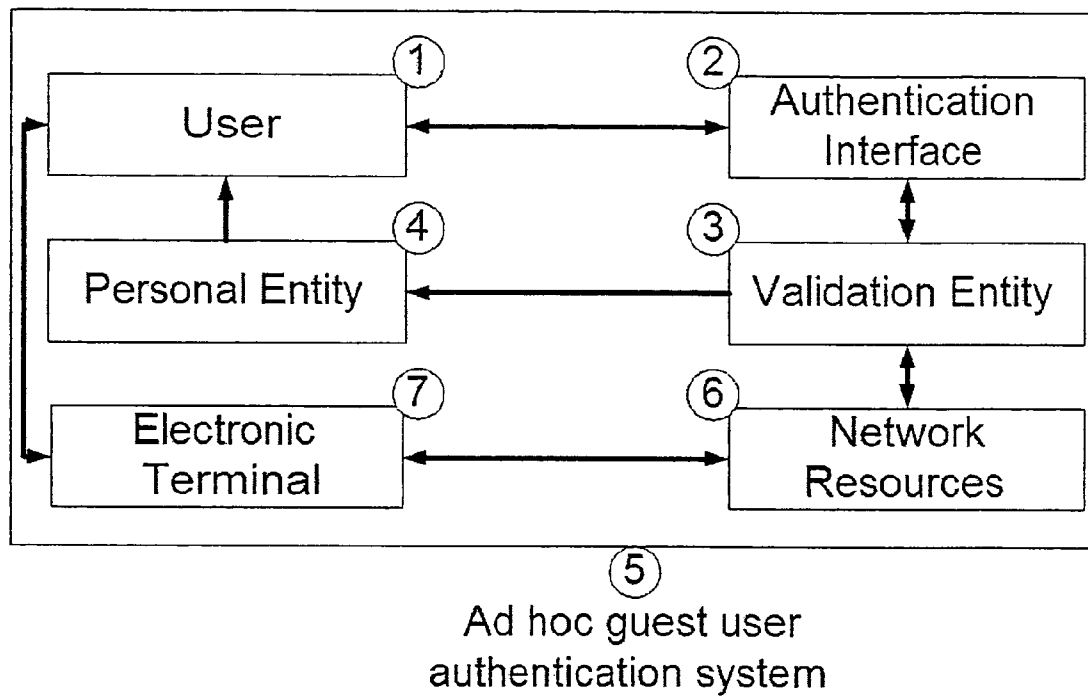 1
2
User
Authentication
Interface
4
3
Personal Entity
Validation Entity
7
6
Electronic
Terminal
Network
Resources
5
Ad hoc guest user
authentication system